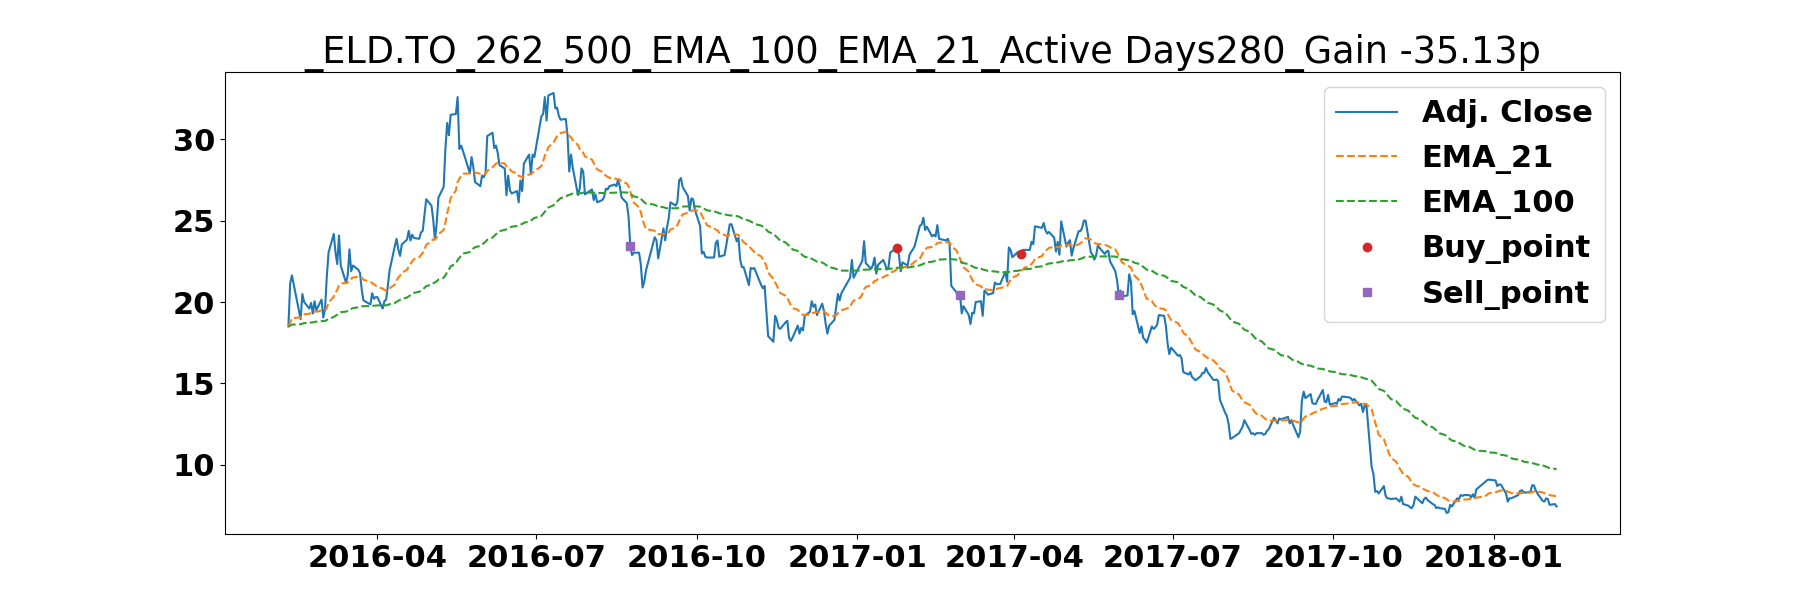 _ELD.TO_262_500_EMA_100_EMA_21_Active Days280_Gain -35.13p
Adj. Close
EMA_21
EMA_100
Buy_point
Sell_point
30
25
20
15
10
2016-04 2016-07 2016-10 2017-01 2017-04 2017-07 2017-10 2018-01